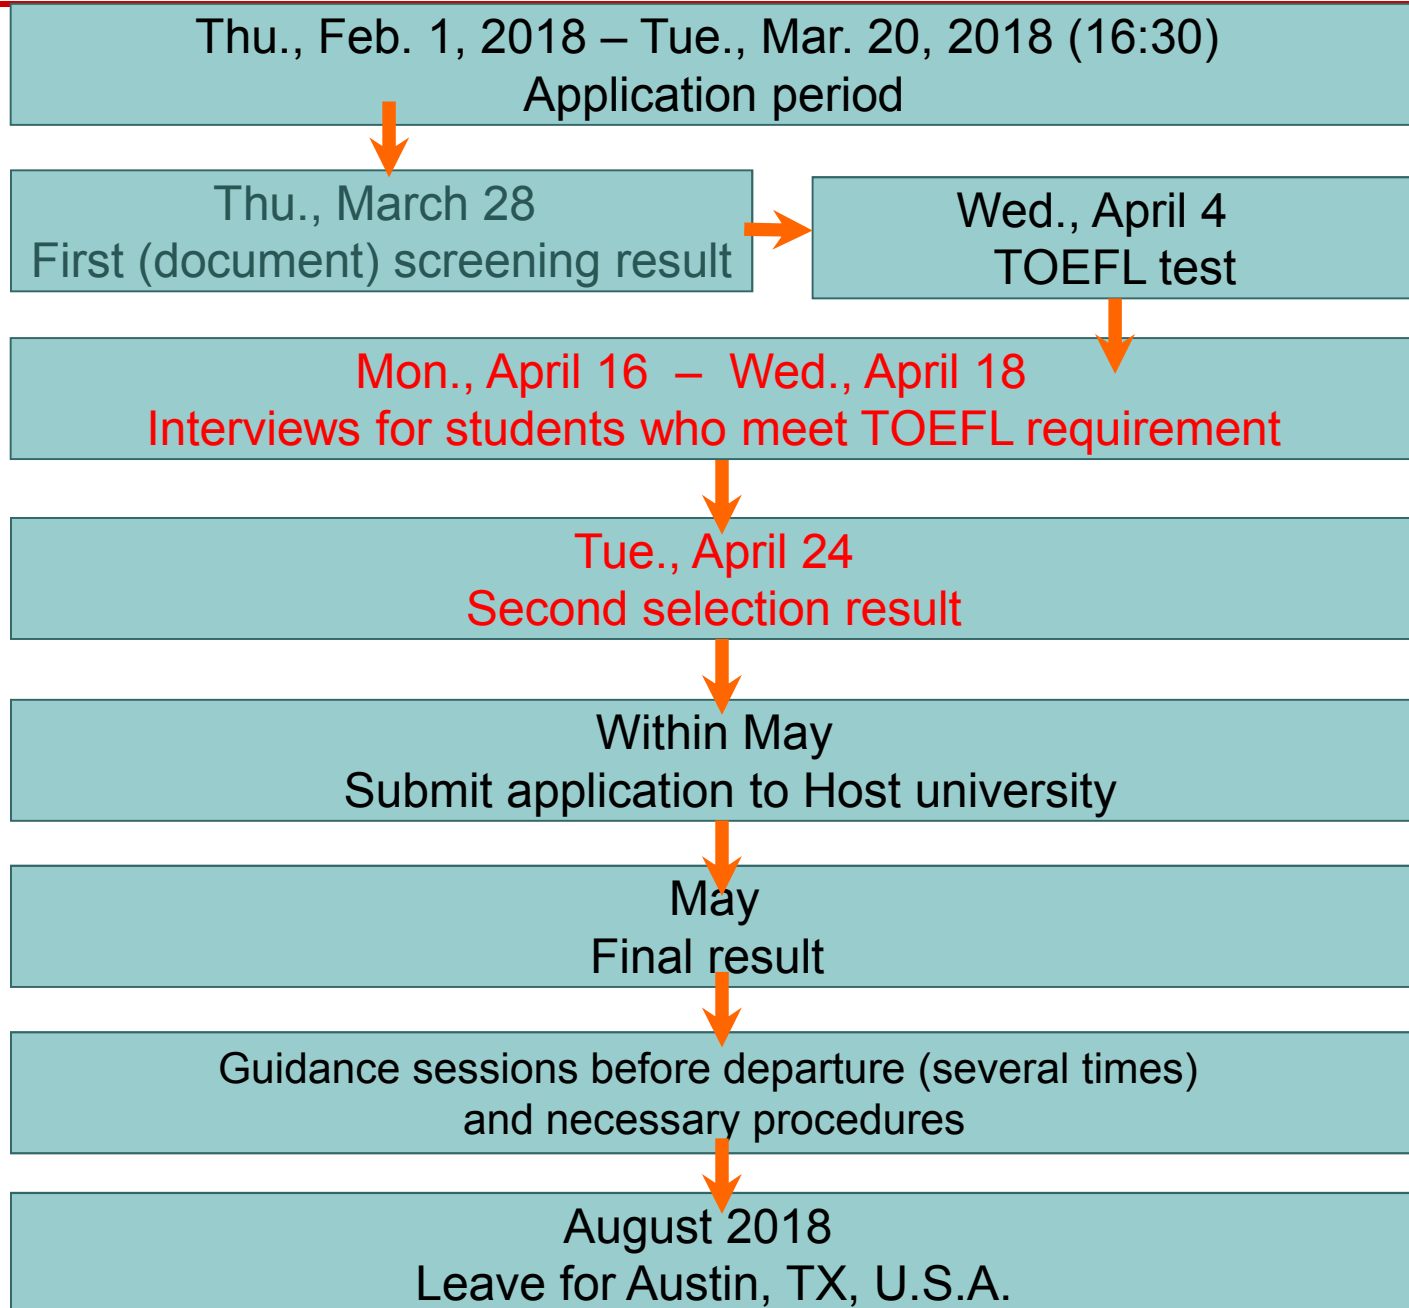 Thu., Feb. 1, 2018 – Tue., Mar. 20, 2018 (16:30)
Application period
Thu., March 28
First (document) screening result
Wed., April 4
TOEFL test
Mon., April 16 – Wed., April 18
Interviews for students who meet TOEFL requirement
Tue., April 24
Second selection result
Within May
Submit application to Host university
May
Final result
Guidance sessions before departure (several times)
and necessary procedures
August 2018
Leave for Austin, TX, U.S.A.